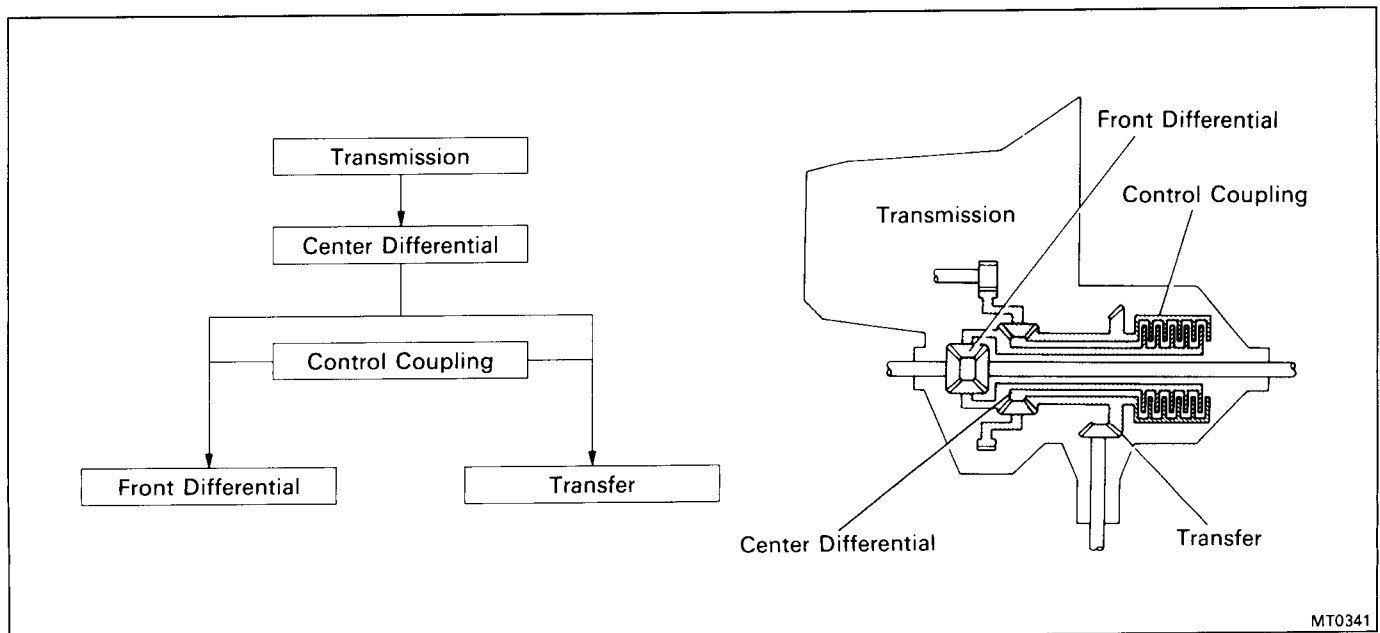 Transmission
Center Differential
Control Coupling
Front Differential
Transfer
Front Differential
Control Coupling
Transmission
Center Differential
Transfer
MT0341